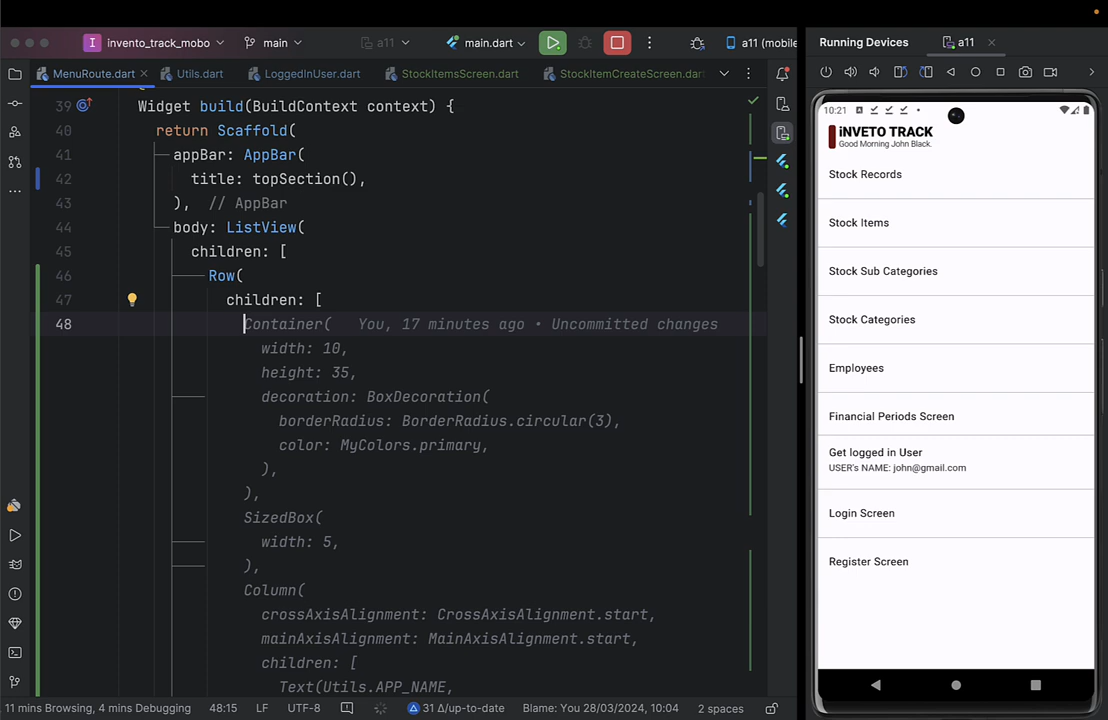 invento_track_mobo
main
a11
main.dart
a11 (mobile
Running Devices
a11
MenuRoute.dart
Utils.dart
LoggedInUser.dart
StockItemsScreen.dart
StockItemCreateScreen.dart
39 Widget build(BuildContext context) {
40 return Scaffold(
41 appBar: AppBar(
42 title: topSection(),
43 ), // AppBar
44 body: ListView(
45 children: [
46 Row(
47 children: [
48 Container( You, 17 minutes ago • Uncommitted changes
width: 10,
height: 35,
decoration: BoxDecoration(
borderRadius: BorderRadius.circular(3),
color: MyColors.primary,
),
),
SizedBox(
width: 5,
),
Column(
crossAxisAlignment: CrossAxisAlignment.start,
mainAxisAlignment: MainAxisAlignment.start,
children: [
Text(Utils.APP_NAME,
10:21
iNVETO TRACK
Good Morning John Black.
Stock Records
Stock Items
Stock Sub Categories
Stock Categories
Employees
Financial Periods Screen
Get logged in User
USER's NAME: john@gmail.com
Login Screen
Register Screen
11 mins Browsing, 4 mins Debugging 48:15 LF UTF-8 31 Δ/up-to-date Blame: You 28/03/2024, 10:04 2 spaces